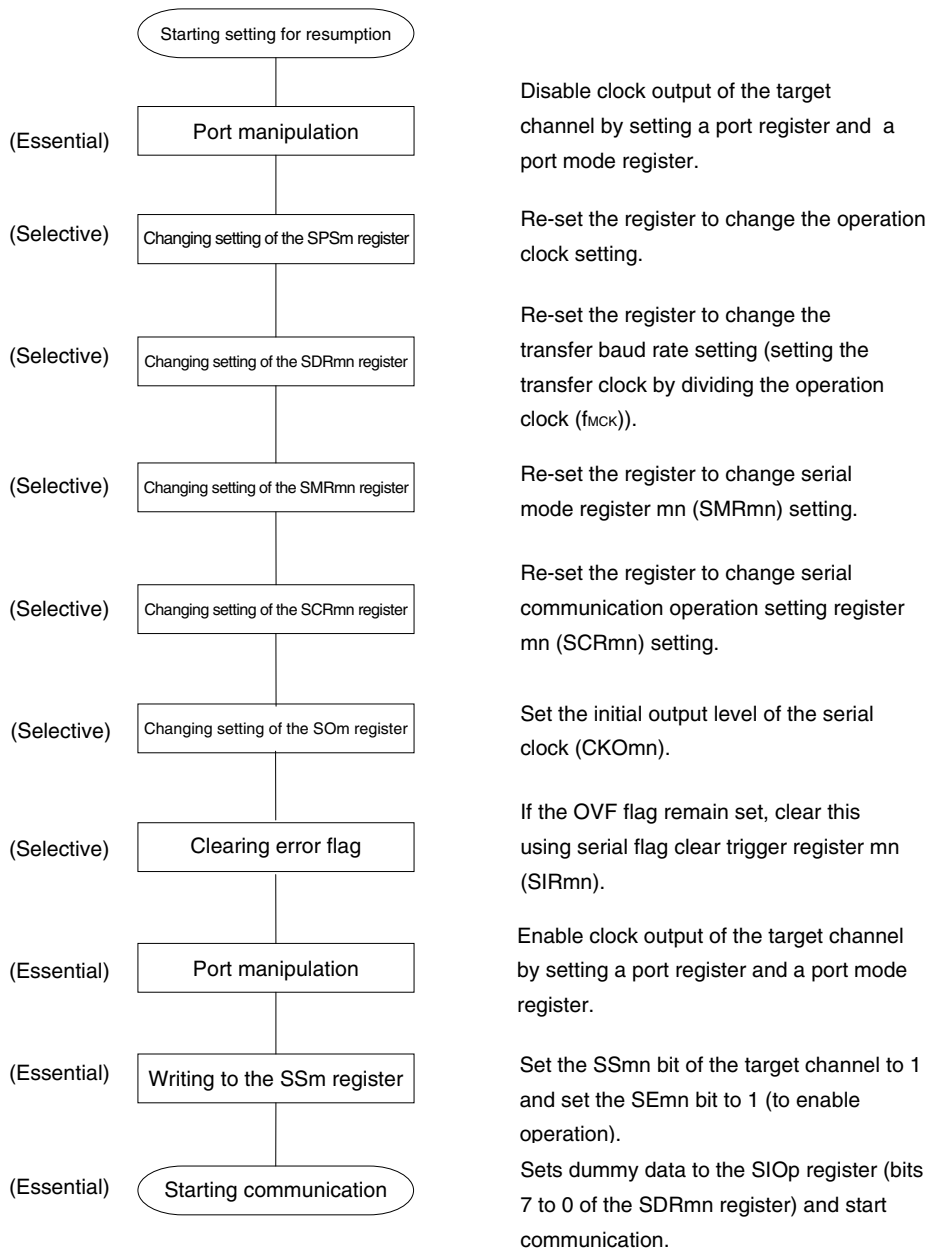 Starting setting for resumption
(Essential)
Port manipulation
Disable clock output of the target
channel by setting a port register and a
port mode register.
(Selective)
Changing setting of the SPSm register
Re-set the register to change the operation
clock setting.
(Selective)
Changing setting of the SDRmn register
Re-set the register to change the
transfer baud rate setting (setting the
transfer clock by dividing the operation
clock (fMCK)).
(Selective)
Changing setting of the SMRmn register
Re-set the register to change serial
mode register mn (SMRmn) setting.
(Selective)
Changing setting of the SCRmn register
Re-set the register to change serial
communication operation setting register
mn (SCRmn) setting.
(Selective)
Changing setting of the SOm register
Set the initial output level of the serial
clock (CKOmn).
(Selective)
Clearing error flag
If the OVF flag remain set, clear this
using serial flag clear trigger register mn
(SIRmn).
(Essential)
Port manipulation
Enable clock output of the target channel
by setting a port register and a port mode
register.
(Essential)
Writing to the SSm register
Set the SSmn bit of the target channel to 1
and set the SEmn bit to 1 (to enable
operation).
(Essential)
Starting communication
Sets dummy data to the SIOp register (bits
7 to 0 of the SDRmn register) and start
communication.